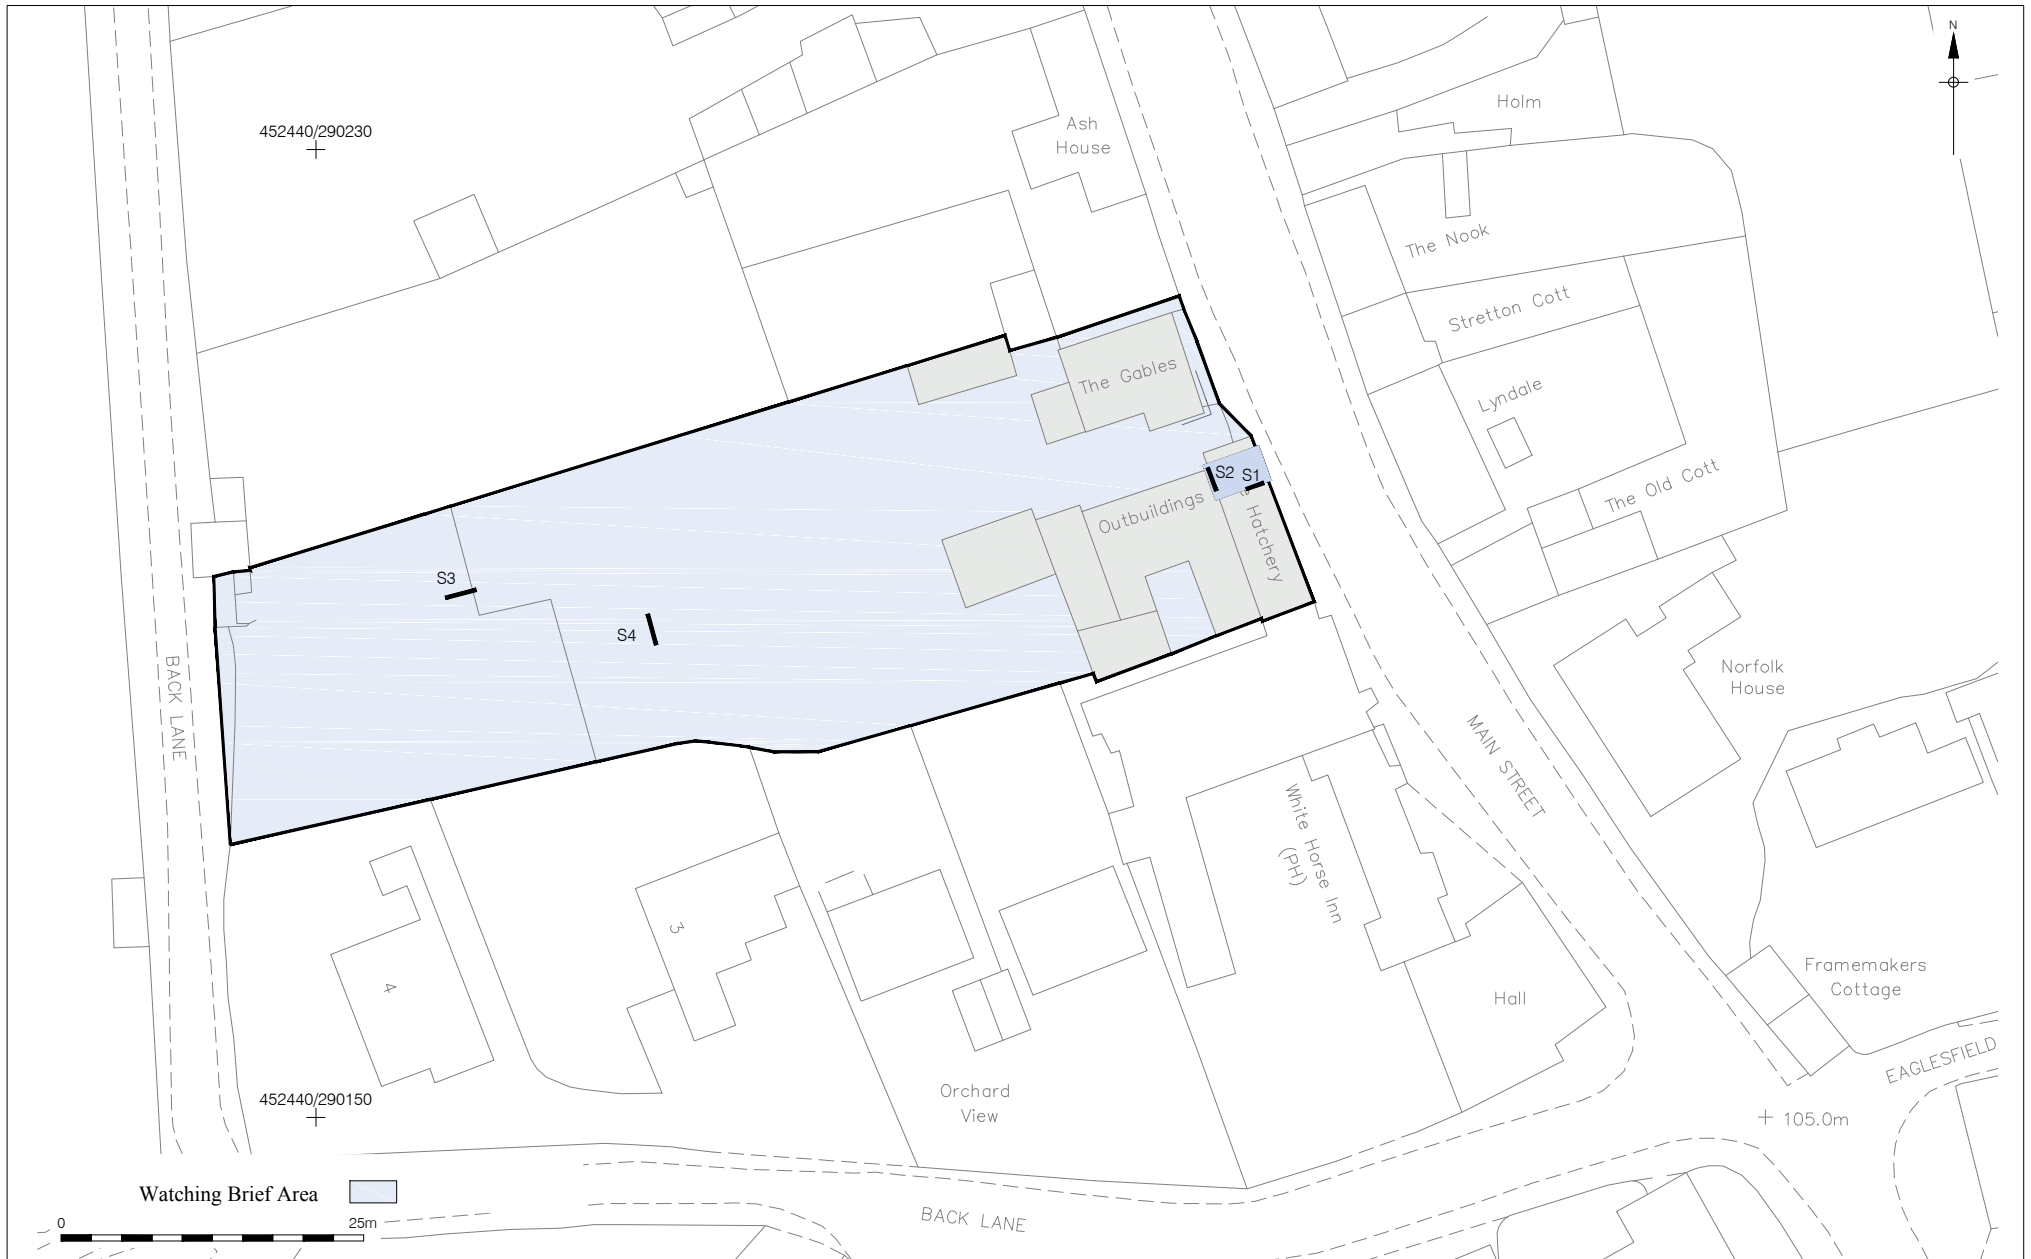 N
452440/290230
Ash
House
Holm
The Nook
Stretton Cott
The Gables
Lyndale
The Old Cott
S2
S1
Outbuildings
Hatchery
S3
S4
BACK LANE
Norfolk
House
MAIN STREET
White Horse Inn
(PH)
3
4
Hall
Framemakers
Cottage
EAGLESFIELD
Orchard
View
452440/290150
105.0m
Watching Brief Area
BACK LANE
0
25m